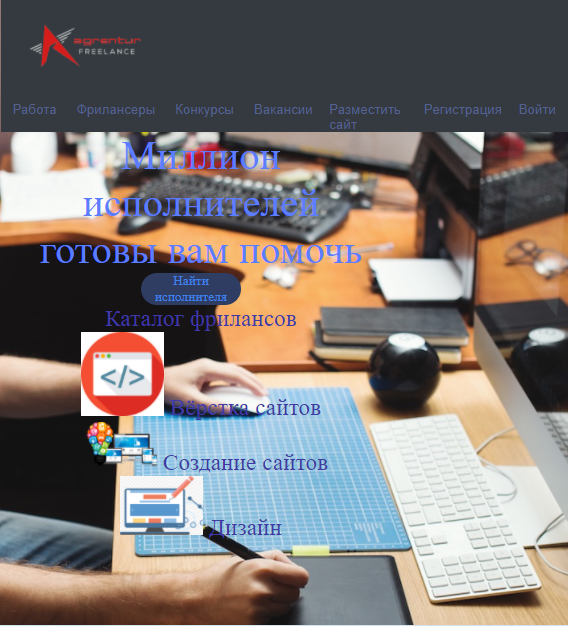 agrentur
FREELANCE
Работа Фрилансеры Конкурсы Вакансии Разместить сайт Регистрация Войти
Миллион
исполнителей
готовы вам помочь
Найти
исполнителя
Каталог фрилансов
</>
Вёрстка сайтов
Создание сайтов
Дизайн